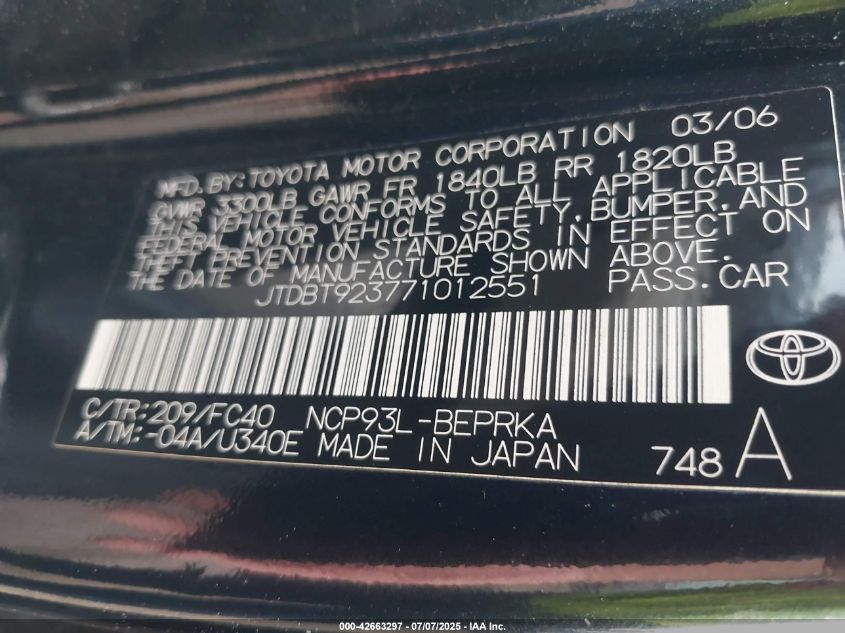 MFD. BY: TOYOTA MOTOR CORPORATION 03/06
GVWR 3300LB GAWR FR 1840LB RR 1820LB
THIS VEHICLE CONFORMS TO ALL APPLICABLE
FEDERAL MOTOR VEHICLE SAFETY, BUMPER, AND
THEFT PREVENTION STANDARDS IN EFFECT ON
THE DATE OF MANUFACTURE SHOWN ABOVE.
JTDBT923771012551 PASS. CAR
C/TR: 209/FC40 NCP93L-BEPRKA
A/TM: -04A/U340E MADE IN JAPAN 748 A
000-42663297 - 07/07/2025 - IAA Inc.